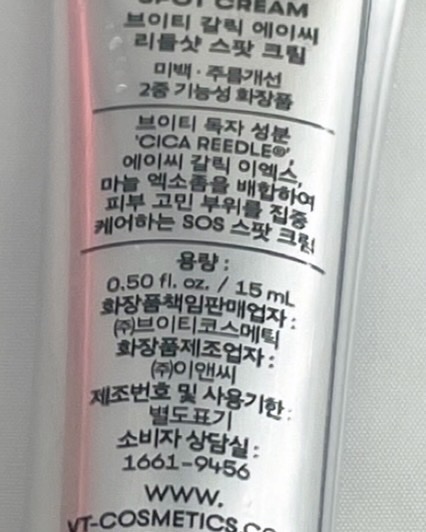 SPOT CREAM
브이티 갈릭 에이씨
리들샷 스팟 크림
미백·주름개선
2중 기능성 화장품
브이티 독자 성분
'CICA REEDLE®',
에이씨 갈릭 이엑스,
마늘 엑소좀을 배합하여
피부 고민 부위를 집중
케어하는 SOS 스팟 크림
용량 :
0.50 fl. oz. / 15 mL
화장품책임판매업자 :
㈜브이티코스메틱
화장품제조업자 :
㈜이앤씨
제조번호 및 사용기한 :
별도표기
소비자 상담실 :
1661-9456
WWW.
VT-COSMETICS.CO